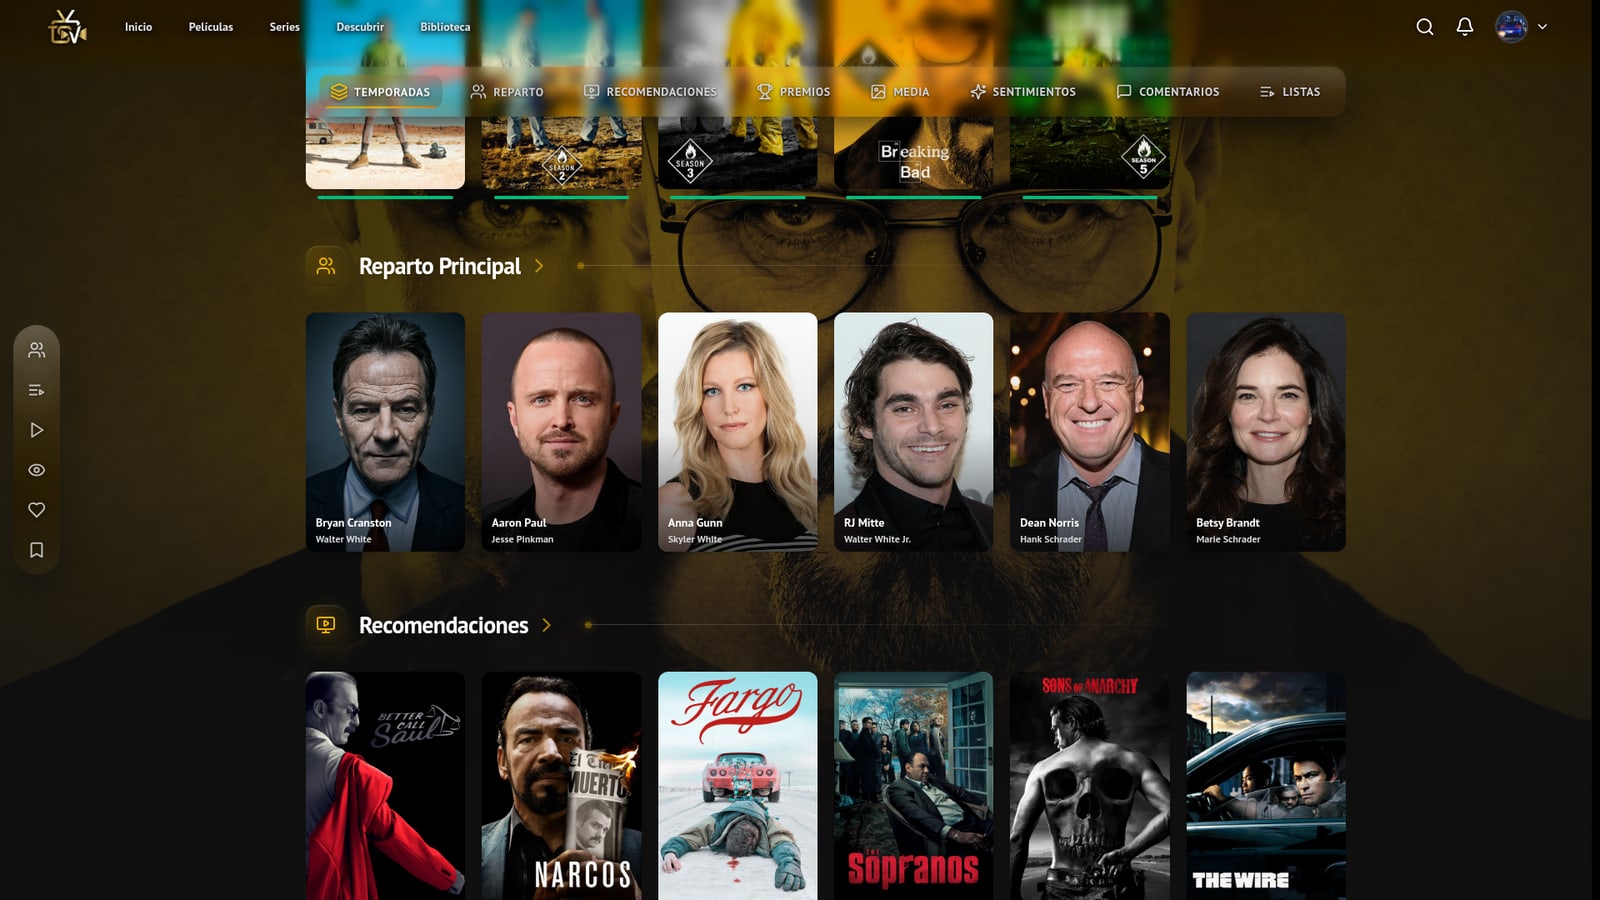 TSV
Inicio
Películas
Series
Descubrir
Biblioteca
TEMPORADAS
REPARTO
RECOMENDACIONES
PREMIOS
MEDIA
SENTIMIENTOS
COMENTARIOS
LISTAS
SEASON
2
SEASON
3
Breaking
Bad
SEASON
5
Reparto Principal
Bryan Cranston
Walter White
Aaron Paul
Jesse Pinkman
Anna Gunn
Skyler White
RJ Mitte
Walter White Jr.
Dean Norris
Hank Schrader
Betsy Brandt
Marie Schrader
Recomendaciones
BETTER
CALL
Saul
MUERTO
NARCOS
Fargo
THE
Sopranos
SONS OF ANARCHY
THE WIRE